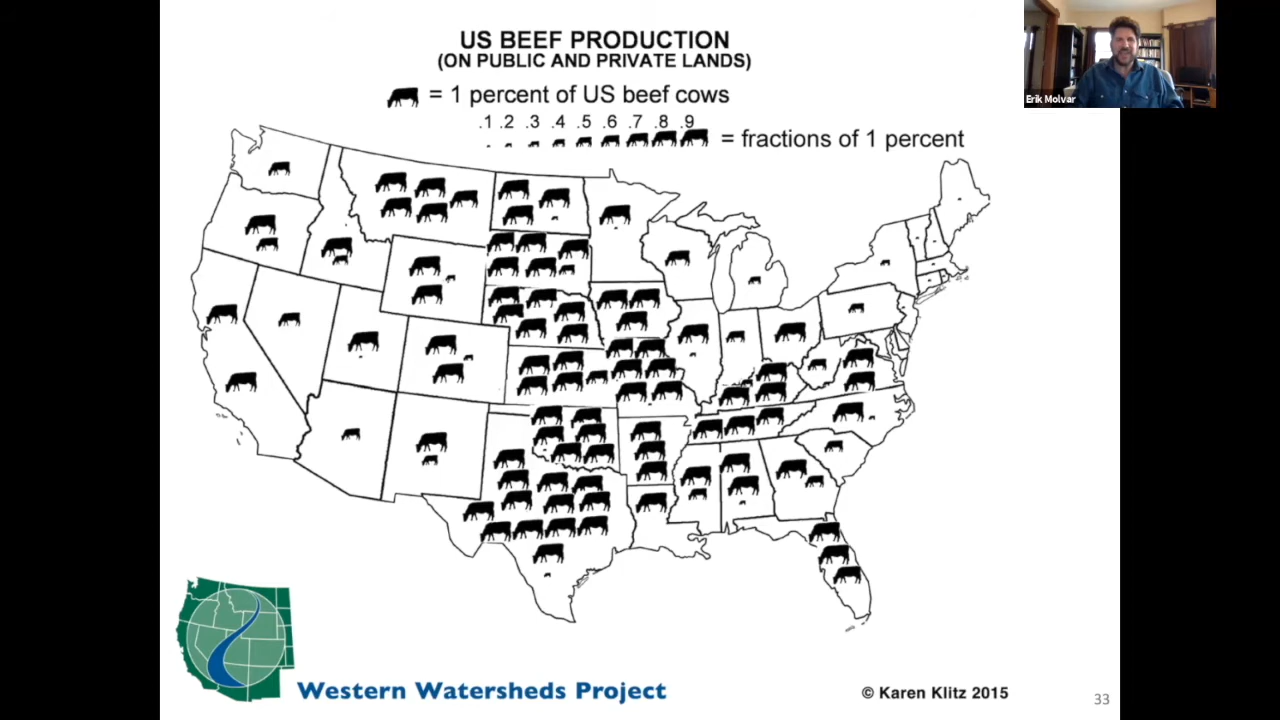 US BEEF PRODUCTION
(ON PUBLIC AND PRIVATE LANDS)
= 1 percent of US beef cows
.1 .2 .3 .4 .5 .6 .7 .8 .9
= fractions of 1 percent
Erik Molvar
Western Watersheds Project
© Karen Klitz 2015
33